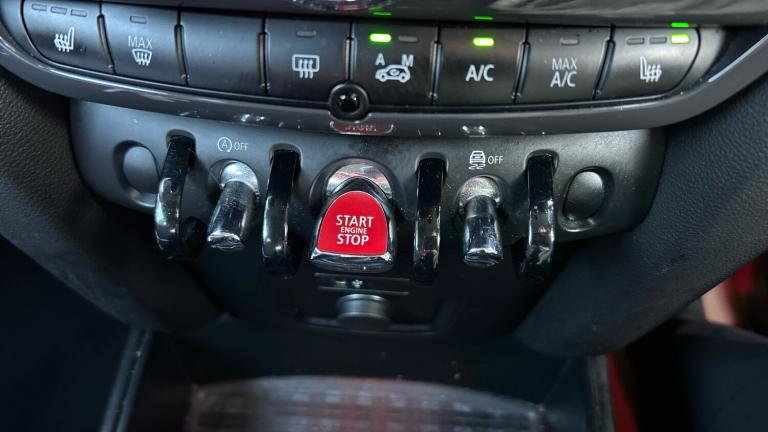 MAX
A M
A/C
MAX
A/C
A OFF
OFF
START
ENGINE
STOP